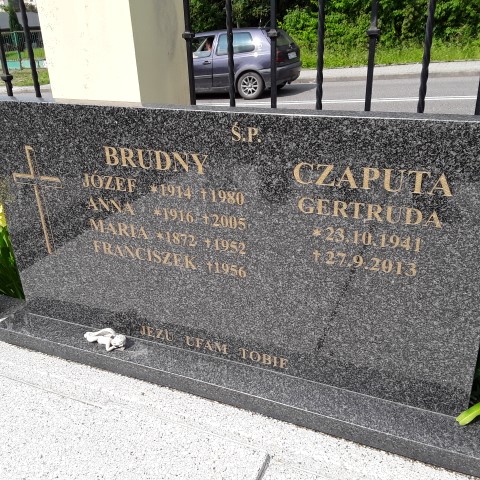 Ś.P.
BRUDNY
JÓZEF *1914 †1980
ANNA *1916 †2005
MARIA *1872 †1952
FRANCISZEK †1956
CZAPUTA
GERTRUDA
*23.10.1941
†27.9.2013
JEZU UFAM TOBIE